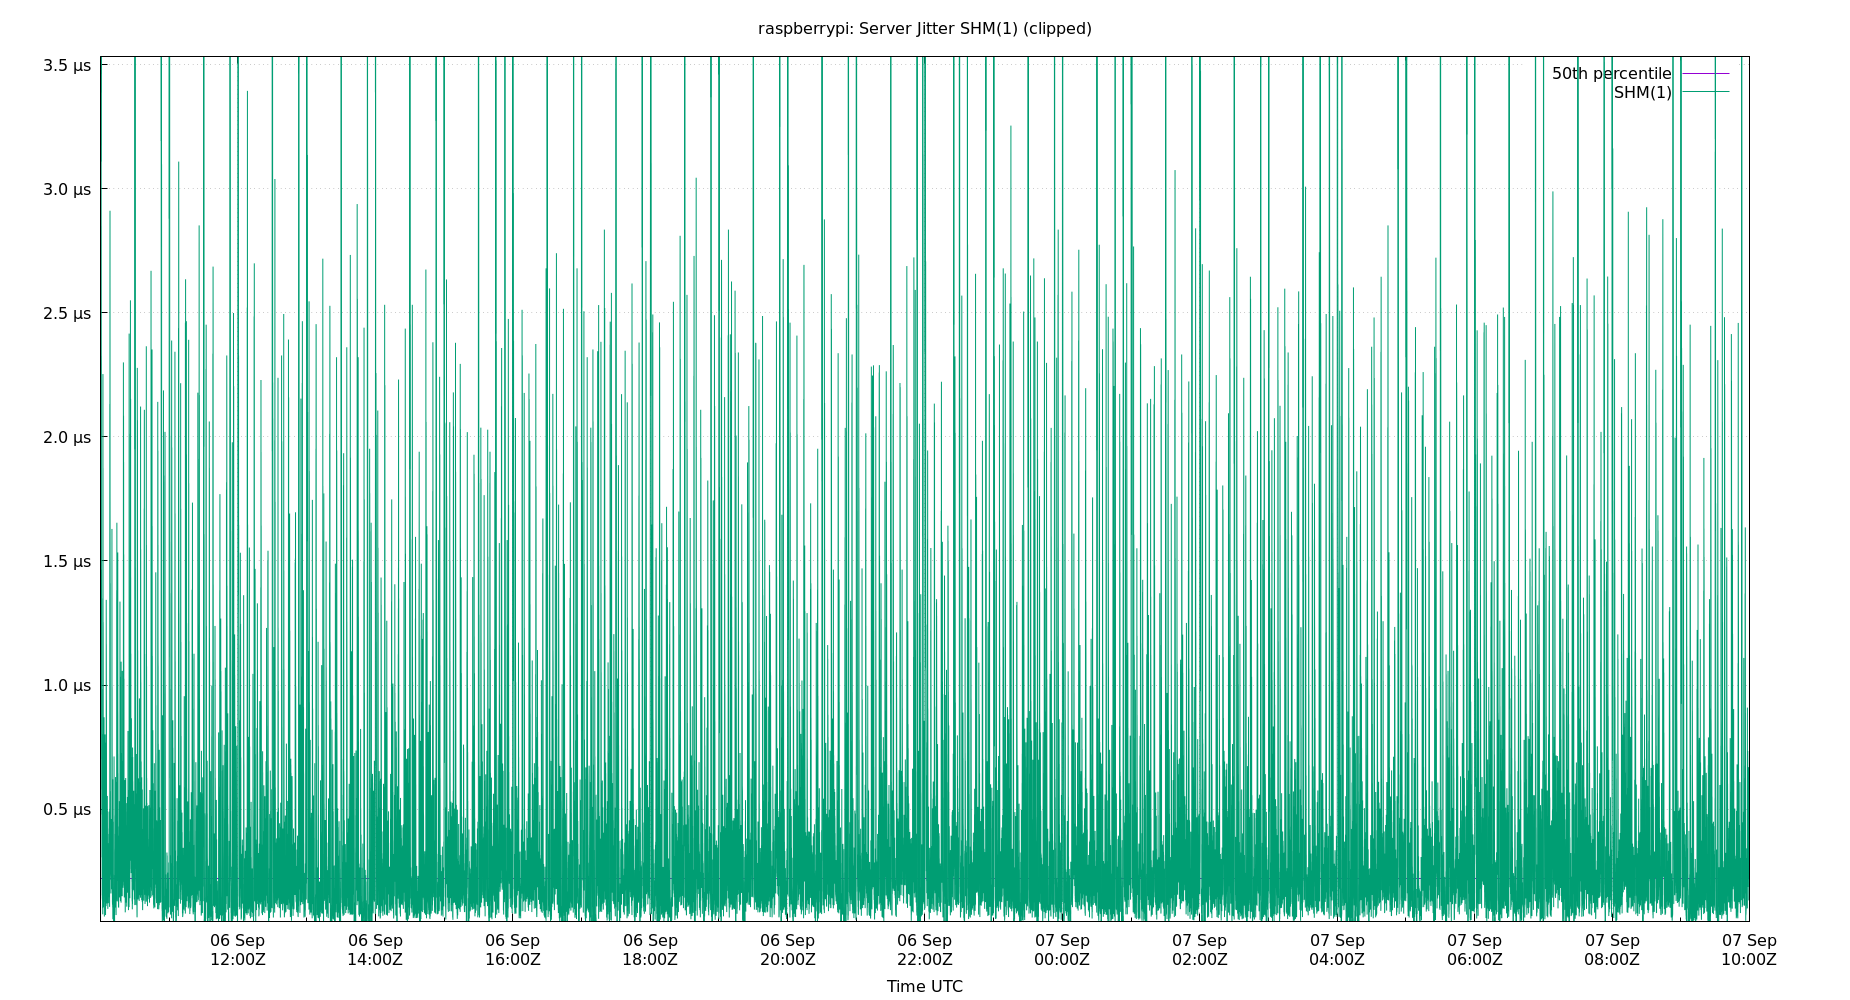 raspberrypi: Server Jitter SHM(1) (clipped)
3.5 µs
3.0 µs
2.5 µs
2.0 µs
1.5 µs
1.0 µs
0.5 µs
50th percentile
SHM(1)
06 Sep 06 Sep 06 Sep 06 Sep 06 Sep 06 Sep 07 Sep 07 Sep 07 Sep 07 Sep 07 Sep 07 Sep
12:00Z 14:00Z 16:00Z 18:00Z 20:00Z 22:00Z 00:00Z 02:00Z 04:00Z 06:00Z 08:00Z 10:00Z
Time UTC